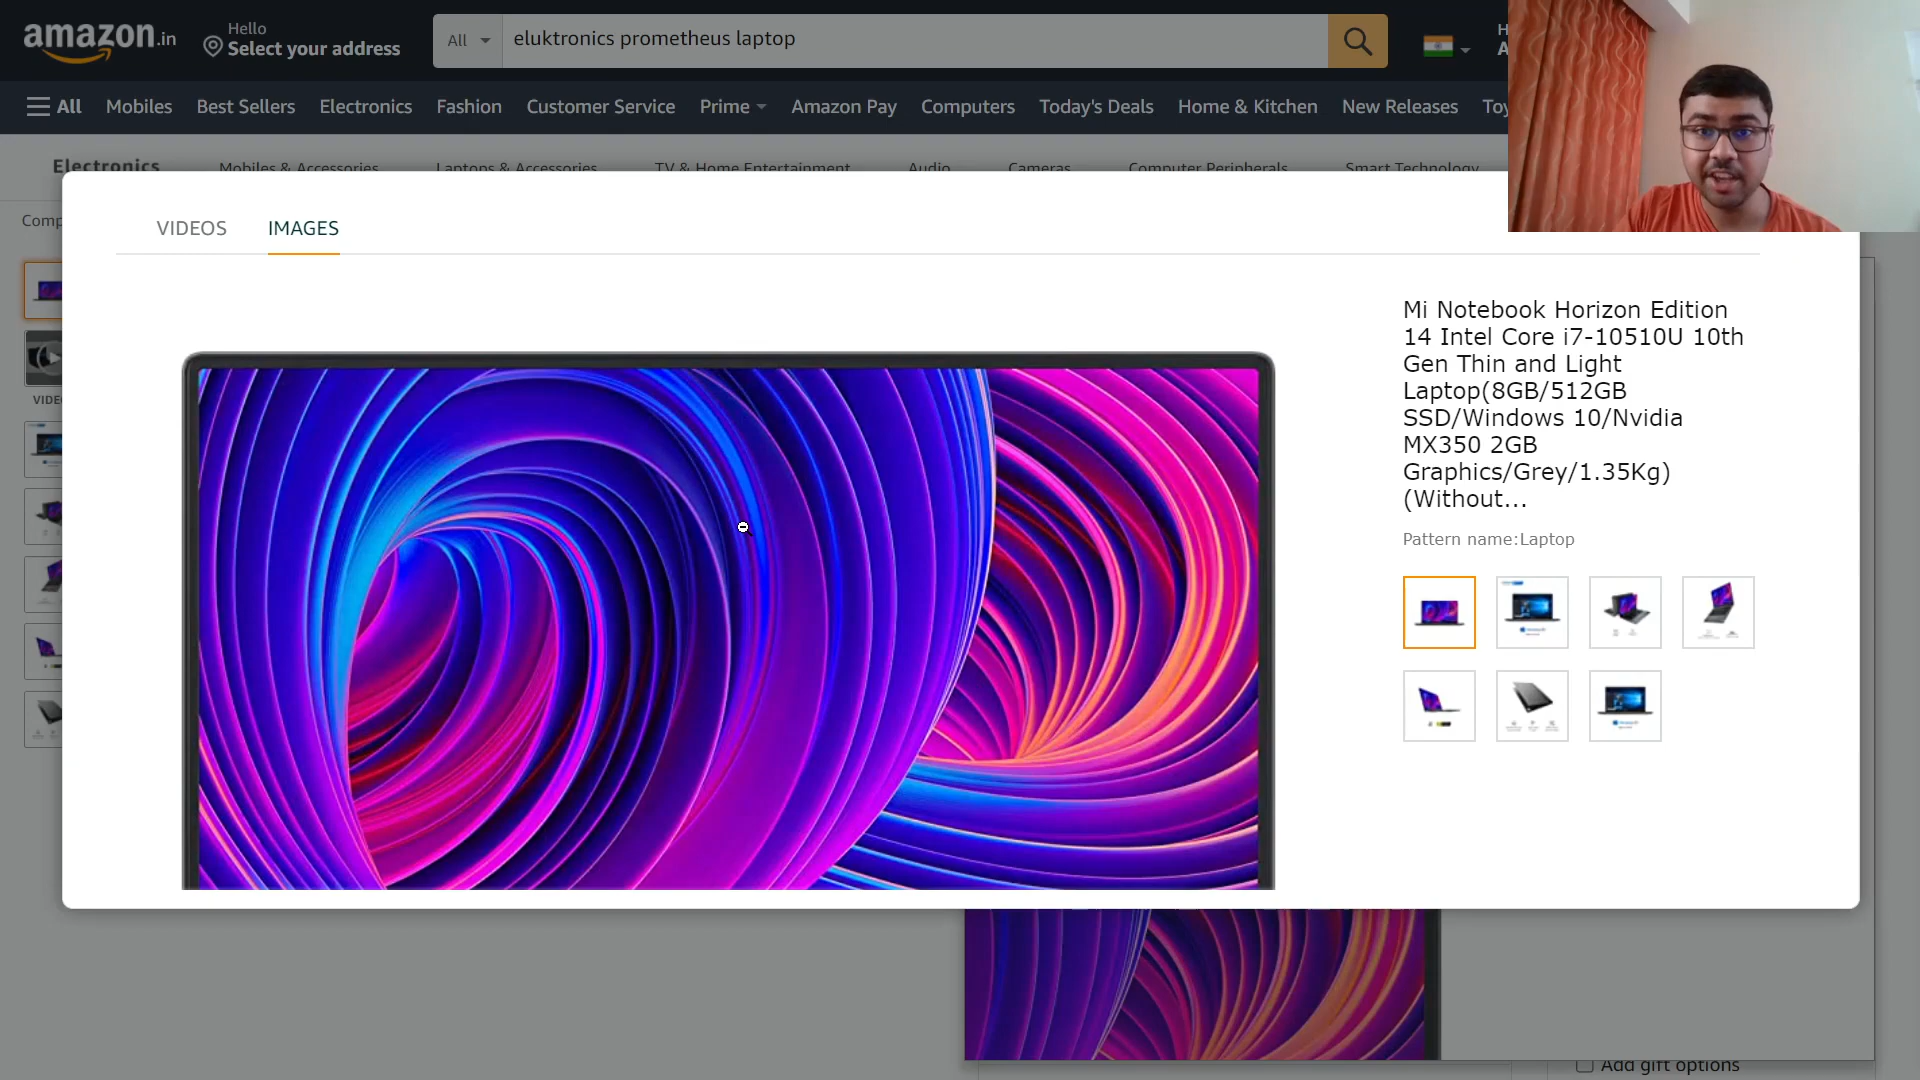 amazon.in
Hello
Select your address
All
eluktronics prometheus laptop
All
Mobiles
Best Sellers
Electronics
Fashion
Customer Service
Prime
Amazon Pay
Computers
Today's Deals
Home & Kitchen
New Releases
Electronics
Mobiles & Accessories
Laptops & Accessories
TV & Home Entertainment
Audio
Cameras
Computer Peripherals
Smart Technology
VIDEOS
IMAGES
Mi Notebook Horizon Edition
14 Intel Core i7-10510U 10th
Gen Thin and Light
Laptop(8GB/512GB
SSD/Windows 10/Nvidia
MX350 2GB
Graphics/Grey/1.35Kg)
(Without...
Pattern name:Laptop
Add gift options